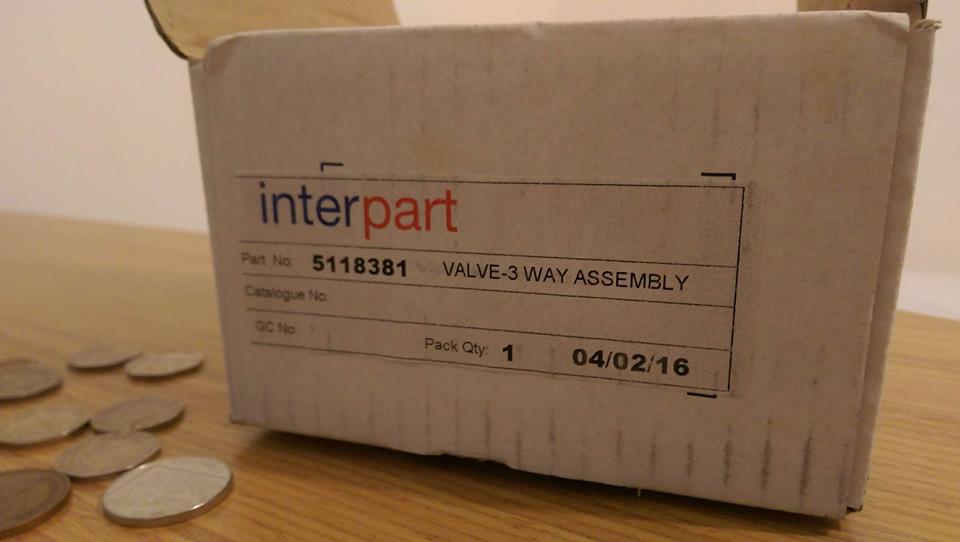 interpart
Part No: 5118381 VALVE-3 WAY ASSEMBLY
Catalogue No:
GC No:
Pack Qty: 1 04/02/16